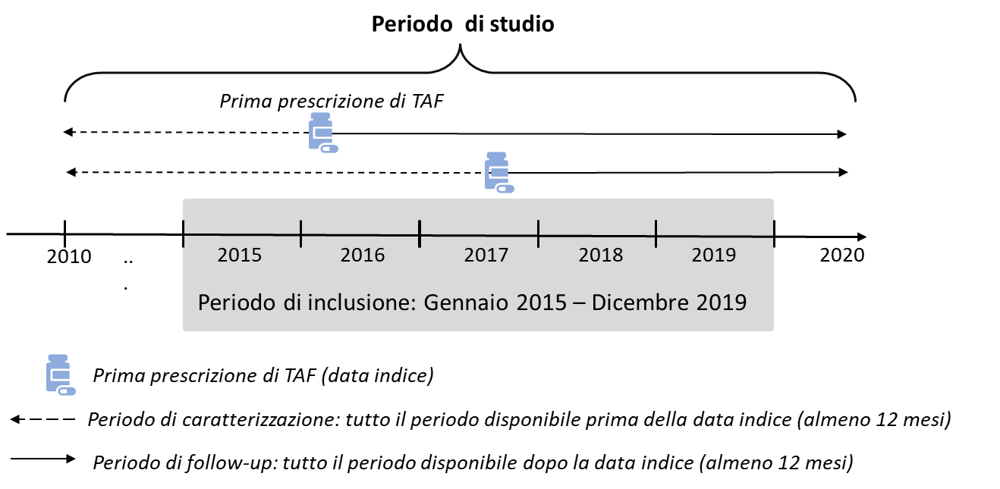 Periodo di studio
Prima prescrizione di TAF
2010 .. 2015 2016 2017 2018 2019 2020
.
Periodo di inclusione: Gennaio 2015 – Dicembre 2019
Prima prescrizione di TAF (data indice)
Periodo di caratterizzazione: tutto il periodo disponibile prima della data indice (almeno 12 mesi)
Periodo di follow-up: tutto il periodo disponibile dopo la data indice (almeno 12 mesi)